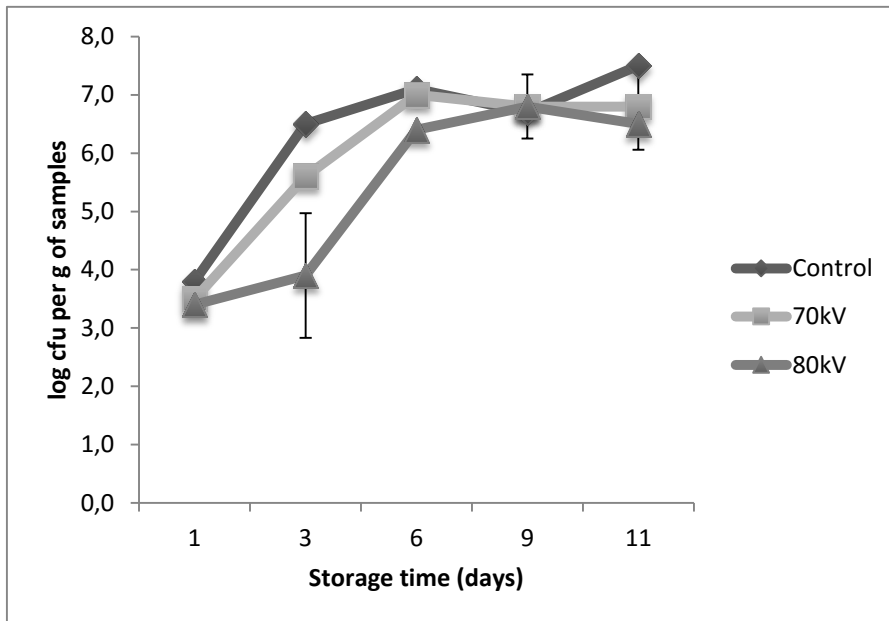 8,0
7,0
6,0
5,0
4,0
3,0
2,0
1,0
0,0
log cfu per g of samples
1 3 6 9 11
Storage time (days)
Control
70kV
80kV